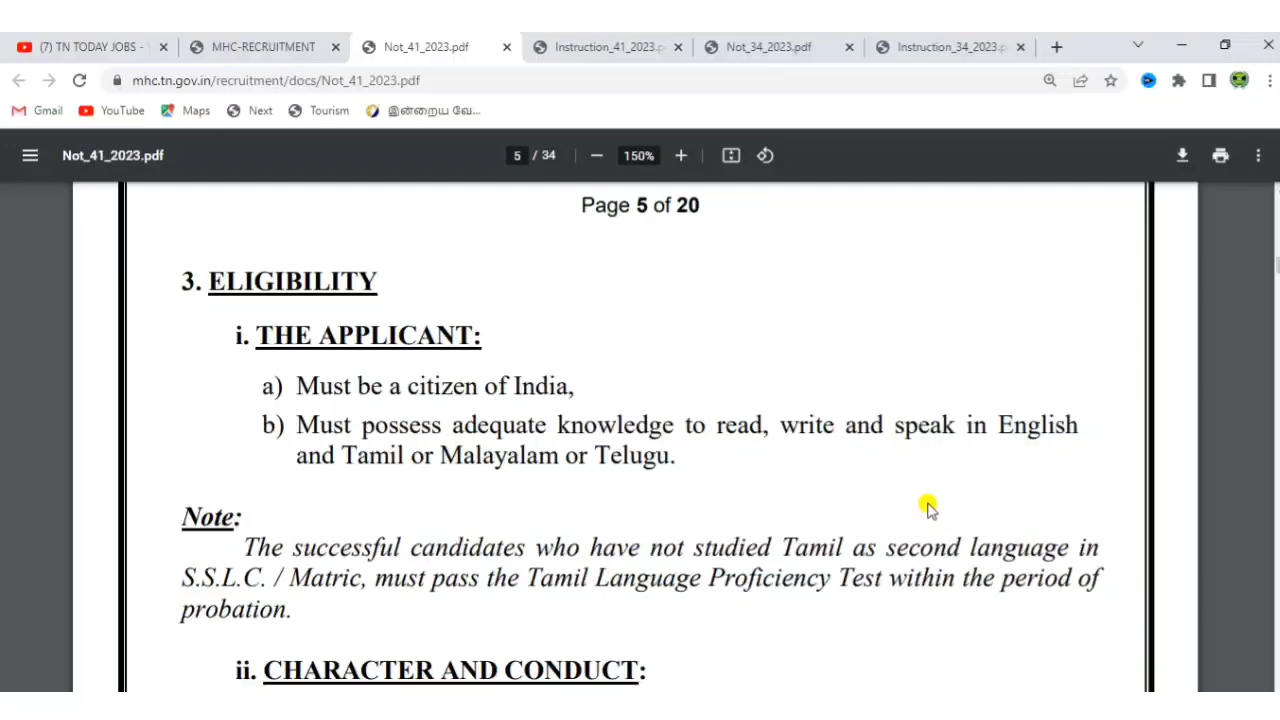 (7) TN TODAY JOBS -
MHC-RECRUITMENT
Not_41_2023.pdf
Instruction_41_2023.p
Not_34_2023.pdf
Instruction_34_2023.p
mhc.tn.gov.in/recruitment/docs/Not_41_2023.pdf
Gmail
YouTube
Maps
Next
Tourism
இன்றைய வே...
Not_41_2023.pdf
5 / 34
150%
Page 5 of 20
3. ELIGIBILITY
i. THE APPLICANT:
a) Must be a citizen of India,
b) Must possess adequate knowledge to read, write and speak in English
and Tamil or Malayalam or Telugu.
Note:
The successful candidates who have not studied Tamil as second language in
S.S.L.C. / Matric, must pass the Tamil Language Proficiency Test within the period of
probation.
ii. CHARACTER AND CONDUCT: